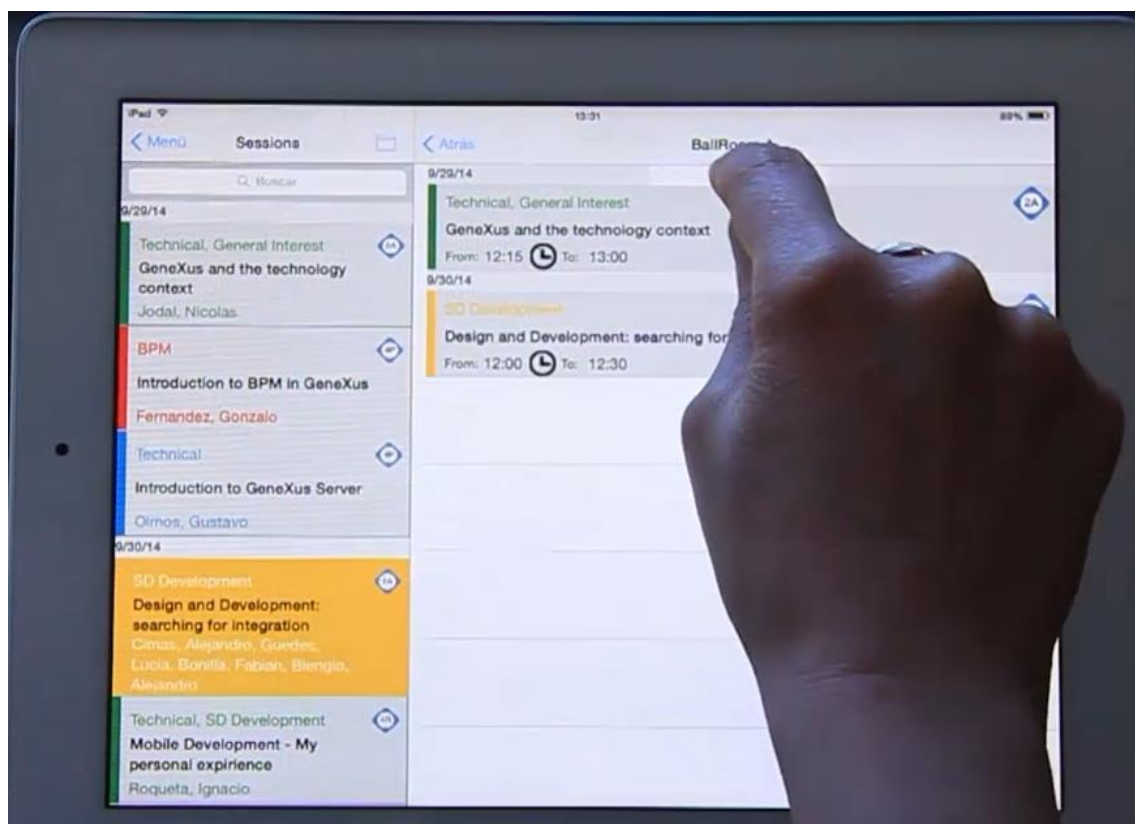 iPad
13:31
89%
Menú
Sessions
Atrás
Buscar
9/29/14
Technical, General Interest
GeneXus and the technology
context
Jodal, Nicolas
BPM
Introduction to BPM in GeneXus
Fernandez, Gonzalo
Technical
Introduction to GeneXus Server
Olmos, Gustavo
9/30/14
SD Development
Design and Development:
searching for integration
Cimas, Alejandro, Guedes,
Lucia, Bonilla, Fabian, Blengio,
Alejandro
Technical, SD Development
Mobile Development - My
personal expirience
Roqueta, Ignacio
9/29/14
Technical, General Interest
2A
GeneXus and the technology context
From: 12:15 To: 13:00
9/30/14
SD Development
Design and Development: searching for
From: 12:00 To: 12:30